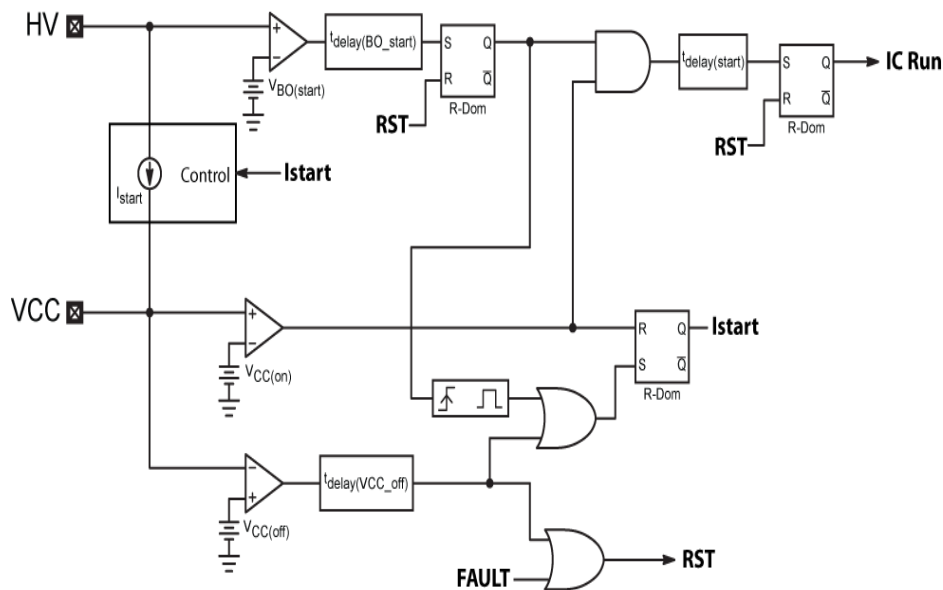 HV
+
−
V_BO(start)
t_delay(BO_start)
S Q
R Q̅
R-Dom
RST
t_delay(start)
S Q
R Q̅
R-Dom
RST
IC Run
I_start
Control
Istart
VCC
+
−
V_CC(on)
R Q
S Q̅
R-Dom
Istart
−
+
V_CC(off)
t_delay(VCC_off)
FAULT
RST